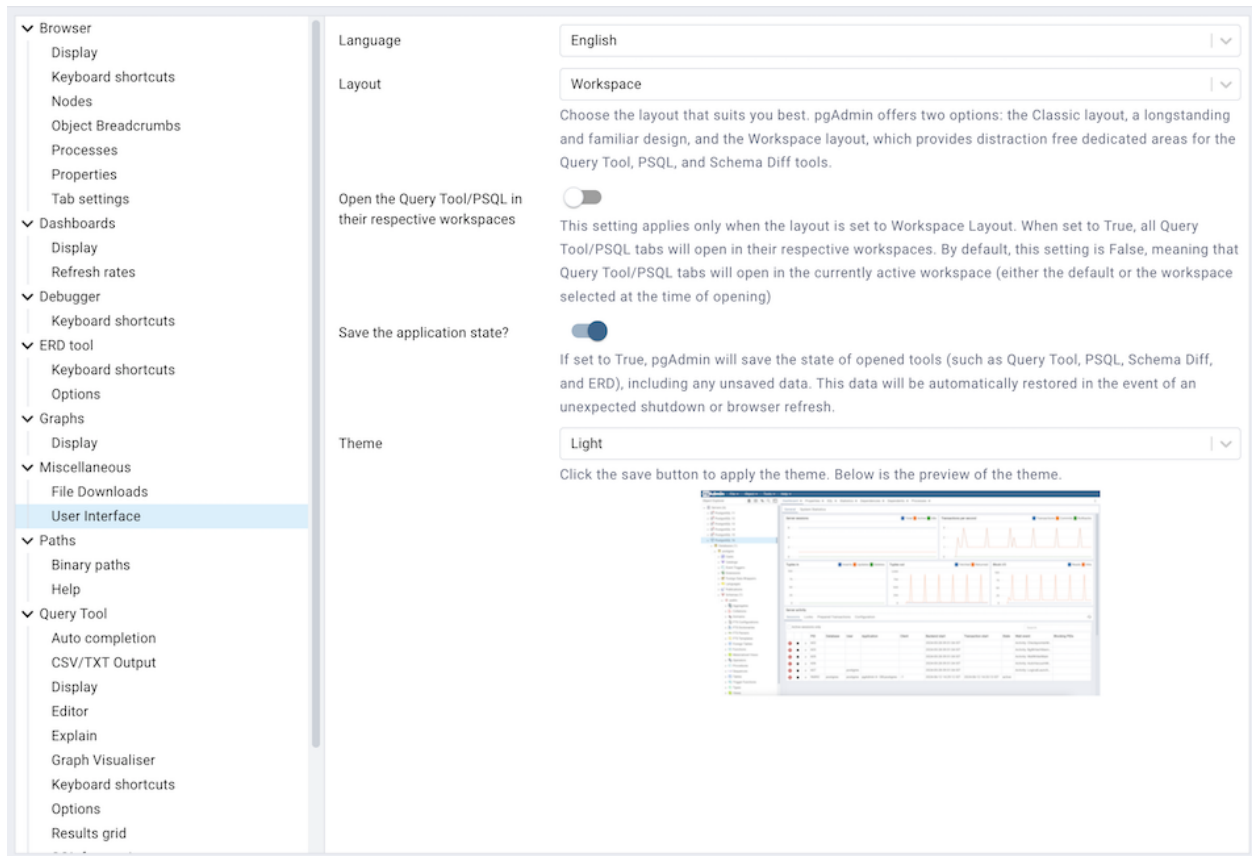 Browser
Display
Keyboard shortcuts
Nodes
Object Breadcrumbs
Processes
Properties
Tab settings
Dashboards
Display
Refresh rates
Debugger
Keyboard shortcuts
ERD tool
Keyboard shortcuts
Options
Graphs
Display
Miscellaneous
File Downloads
User Interface
Paths
Binary paths
Help
Query Tool
Auto completion
CSV/TXT Output
Display
Editor
Explain
Graph Visualiser
Keyboard shortcuts
Options
Results grid
Language
English
Layout
Workspace
Choose the layout that suits you best. pgAdmin offers two options: the Classic layout, a longstanding
and familiar design, and the Workspace layout, which provides distraction free dedicated areas for the
Query Tool, PSQL, and Schema Diff tools.
Open the Query Tool/PSQL in
their respective workspaces
This setting applies only when the layout is set to Workspace Layout. When set to True, all Query
Tool/PSQL tabs will open in their respective workspaces. By default, this setting is False, meaning that
Query Tool/PSQL tabs will open in the currently active workspace (either the default or the workspace
selected at the time of opening)
Save the application state?
If set to True, pgAdmin will save the state of opened tools (such as Query Tool, PSQL, Schema Diff,
and ERD), including any unsaved data. This data will be automatically restored in the event of an
unexpected shutdown or browser refresh.
Theme
Light
Click the save button to apply the theme. Below is the preview of the theme.